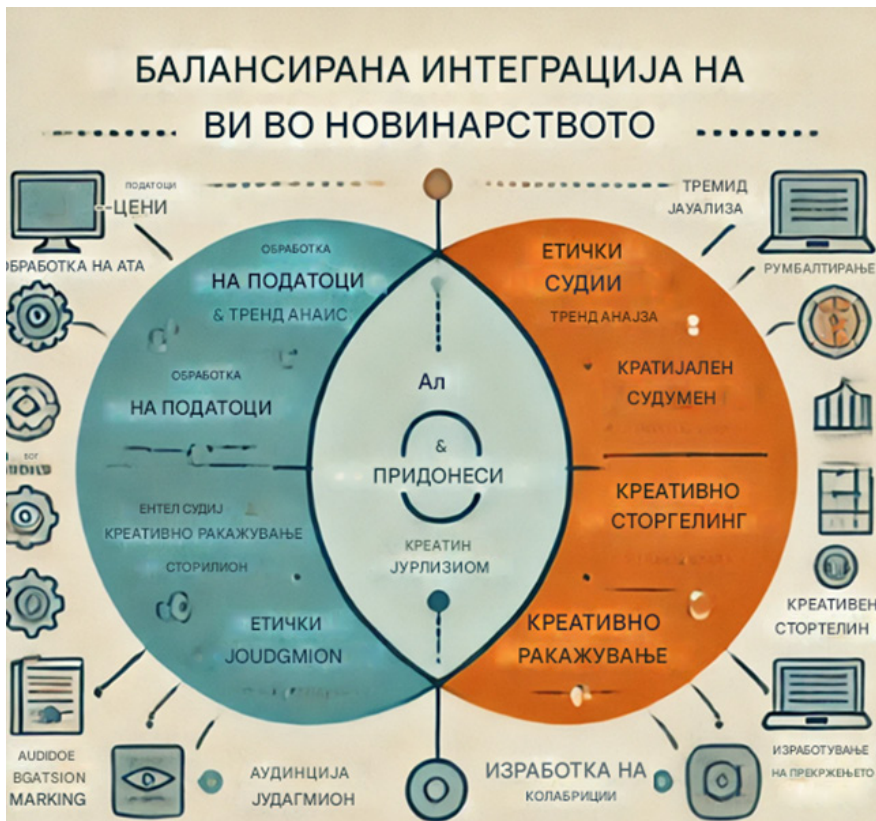 БАЛАНСИРАНА ИНТЕГРАЦИЈА НА
ВИ ВО НОВИНАРСТВОТО
ПОДАТОЦИ
--ЦЕНИ
ОБРАБОТКА НА АТА
ТРЕМИД
ЈАУАЛИЗА
РУМБАЛТИРАЊЕ
ОБРАБОТКА
НА ПОДАТОЦИ
& ТРЕНД АНАИС
ОБРАБОТКА
НА ПОДАТОЦИ
ЕНТЕЛ СУДИЈ
КРЕАТИВНО РАКАЖУВАЊЕ
СТОРИЛИОН
ЕТИЧКИ
JOUDGMION
Ал
&
ПРИДОНЕСИ
КРЕАТИН
ЈУРЛИЗИОМ
ЕТИЧКИ
СУДИИ
ТРЕНД АНАЈЗА
КРАТИЈАЛЕН
СУДУМЕН
КРЕАТИВНО
СТОРГЕЛИНГ
КРЕАТИВНО
РАКАЖУВАЊЕ
КРЕАТИВЕН
СТОРТЕЛИН
AUDIDOE
BGATSION
MARKING
АУДИНЦИЈА
ЈУДАГМИОН
ИЗРАБОТКА НА
КОЛАБРИЦИИ
ИЗРАБОТУВАЊЕ
НА ПРЕКРЖЕЊЕТО